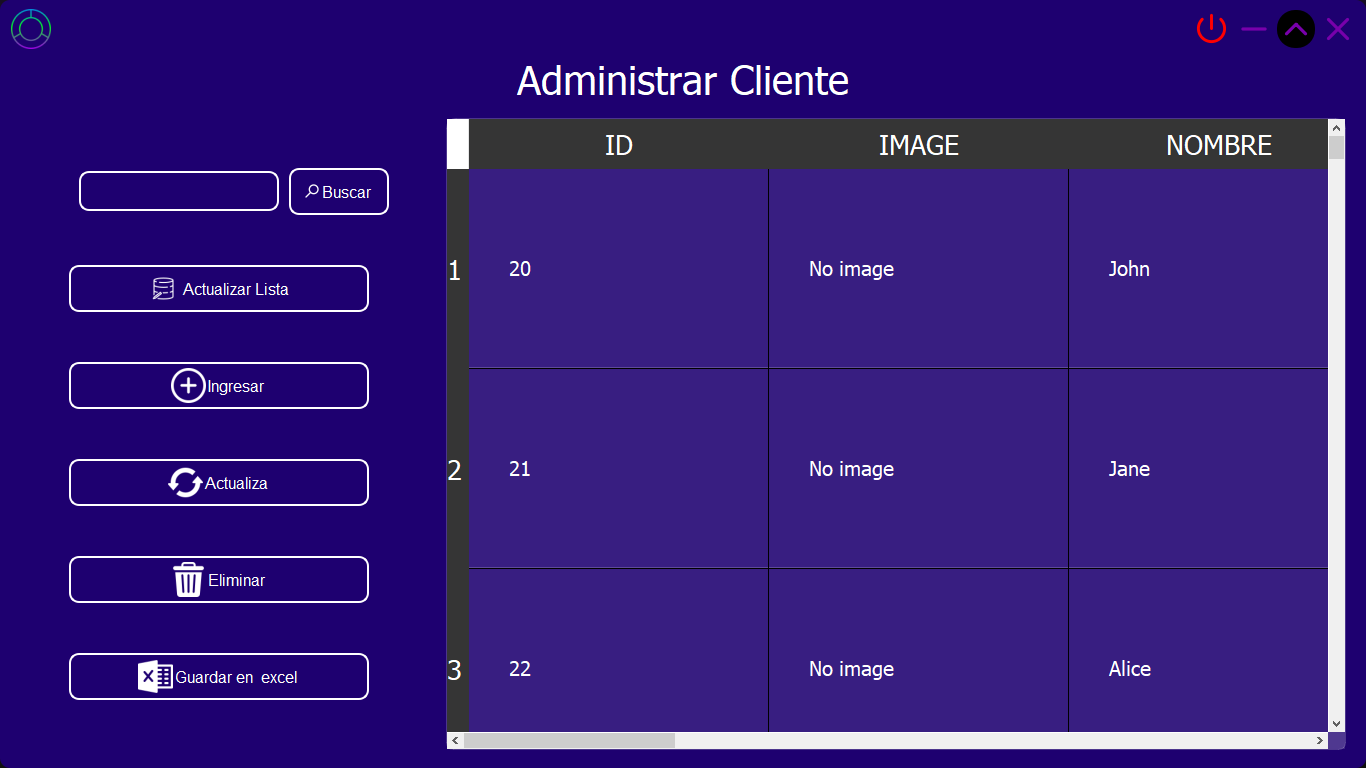 Administrar Cliente
ID IMAGE NOMBRE
Buscar
1 20 No image John
Actualizar Lista
Ingresar
2 21 No image Jane
Actualiza
Eliminar
3 22 No image Alice
Guardar en excel